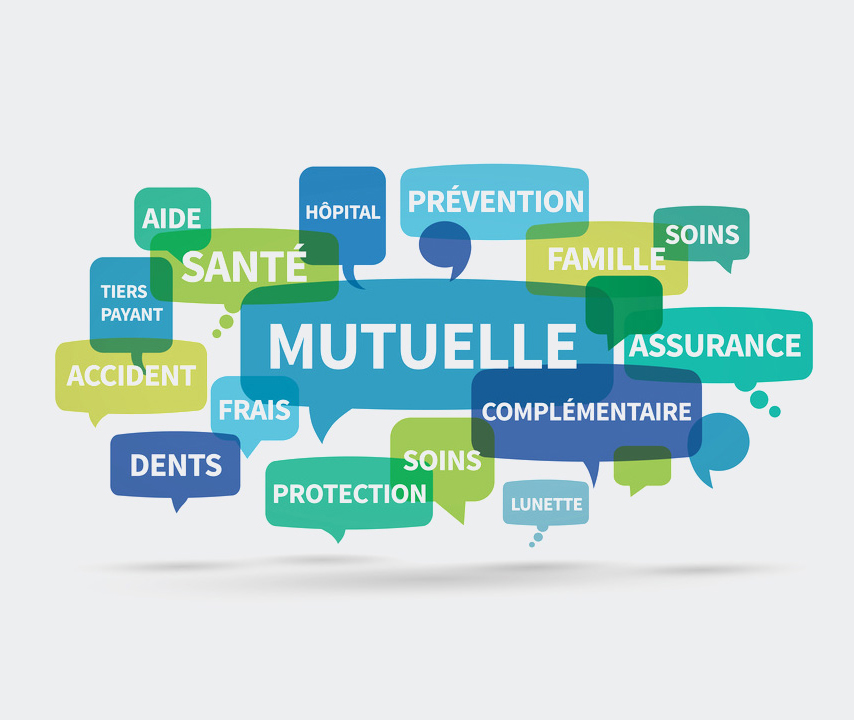 AIDE
HÔPITAL
PRÉVENTION
SOINS
SANTÉ
FAMILLE
TIERS
PAYANT
MUTUELLE
ASSURANCE
ACCIDENT
FRAIS
COMPLÉMENTAIRE
DENTS
SOINS
PROTECTION
LUNETTE